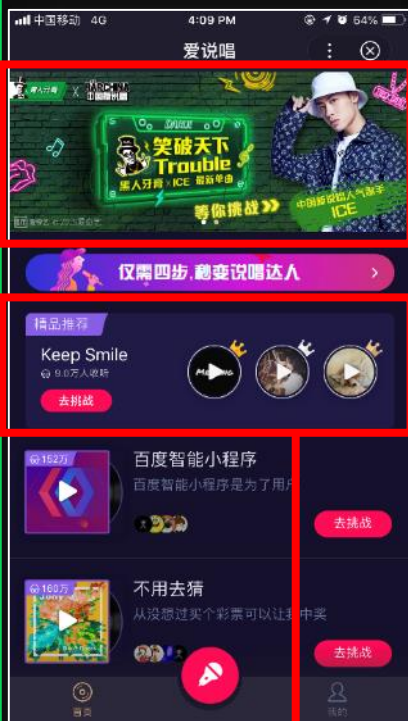 中国移动 4G 4:09 PM 64%
爱说唱
黑人牙膏 X
笑破天下
Trouble
黑人牙膏×ICE 最新单曲
等你挑战
中国新说唱人气歌手
ICE
仅需四步,秒变说唱达人
精品推荐
Keep Smile
9.0万人收听
去挑战
152万
百度智能小程序
百度智能小程序是为了用户
去挑战
160万
不用去猜
从没想过买个彩票可以让我中奖
去挑战
首页
我的